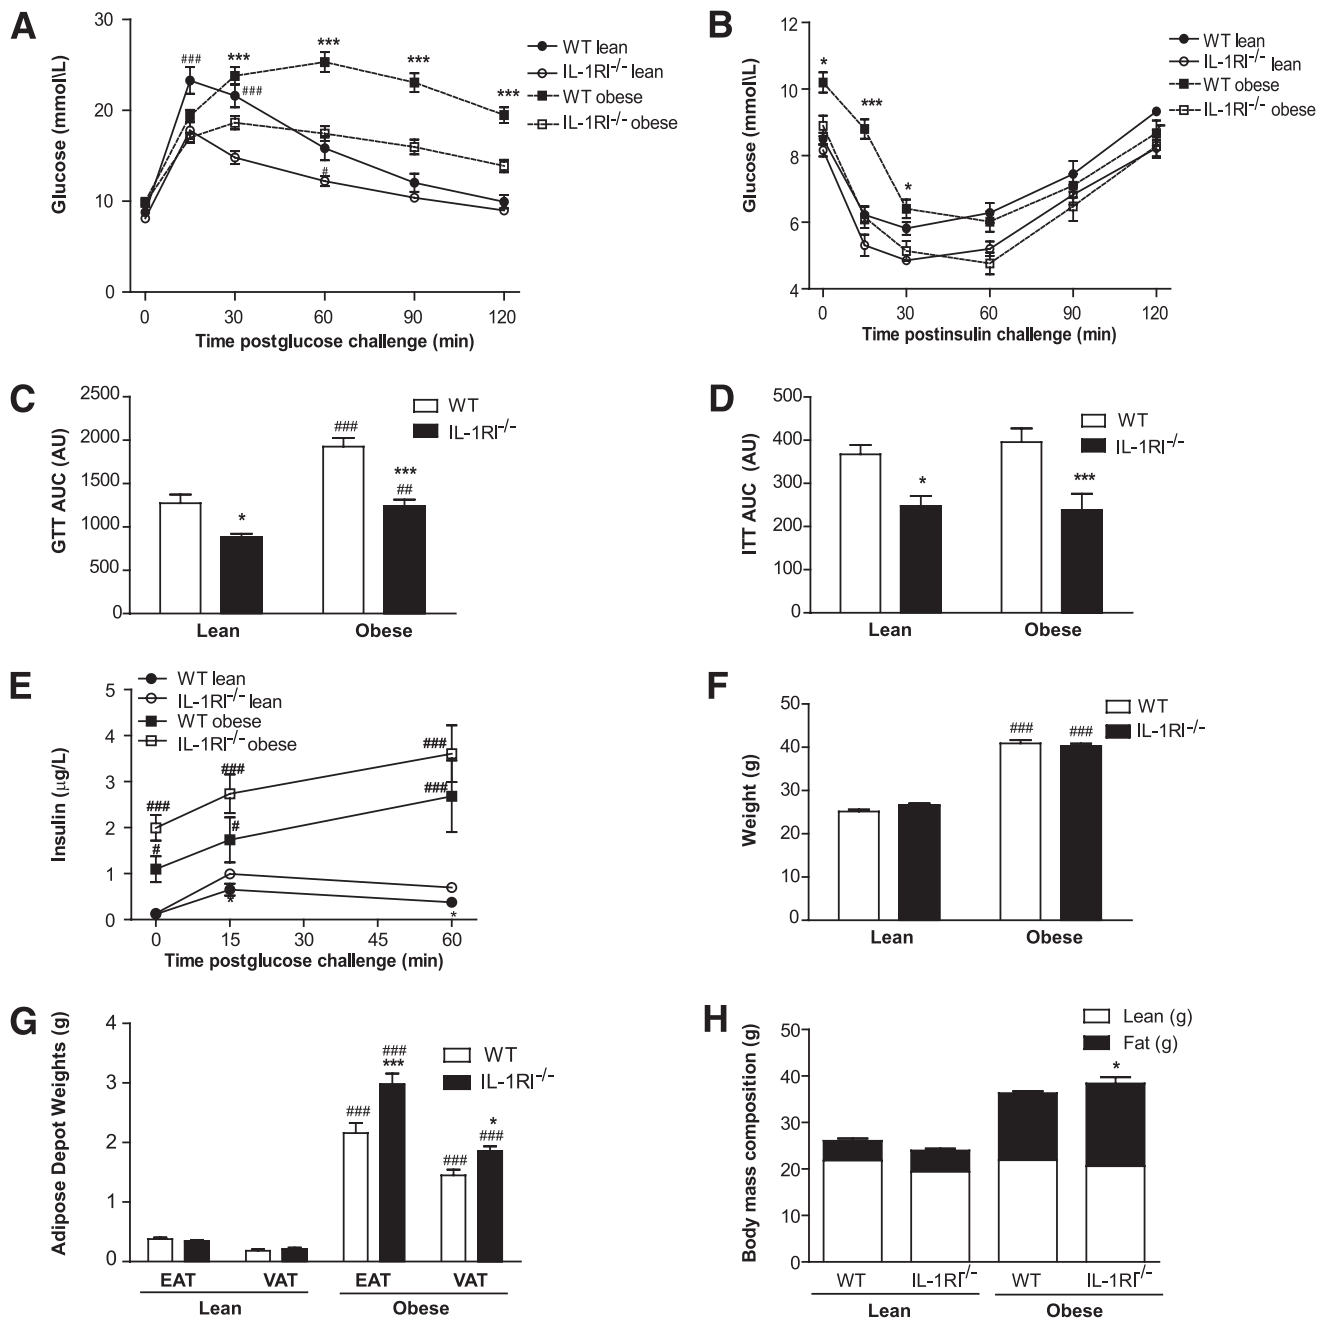 A
30
20
10
0
Glucose (mmol\L)
###
***
###
***
#
***
***
WT lean
IL-1RI-/- lean
WT obese
IL-1RI-/- obese
0 30 60 90 120
Time postglucose challenge (min)
B
12
10
8
6
4
Glucose (mmol\L)
*
***
*
WT lean
IL-1RI-/- lean
WT obese
IL-1RI-/- obese
0 30 60 90 120
Time postinsulin challenge (min)
C
2500
2000
1500
1000
500
0
GTT AUC (AU)
WT
IL-1RI-/-
*
###
***
##
Lean Obese
D
500
400
300
200
100
0
ITT AUC (AU)
WT
IL-1RI-/-
*
***
Lean Obese
E
WT lean
IL-1RI-/- lean
WT obese
IL-1RI-/- obese
5
4
3
2
1
0
Insulin (µg/L)
###
###
###
###
#
#
*
*
0 15 30 45 60
Time postglucose challenge (min)
F
50
40
30
20
10
0
Weight (g)
WT
IL-1RI-/-
### ###
Lean Obese
G
4
3
2
1
0
Adipose Depot Weights (g)
WT
IL-1RI-/-
###
###
***
###
*
###
EAT VAT EAT VAT
Lean Obese
H
50
40
30
20
10
0
Body mass composition (g)
Lean (g)
Fat (g)
*
WT IL-1RI-/- WT IL-1RI-/-
Lean Obese